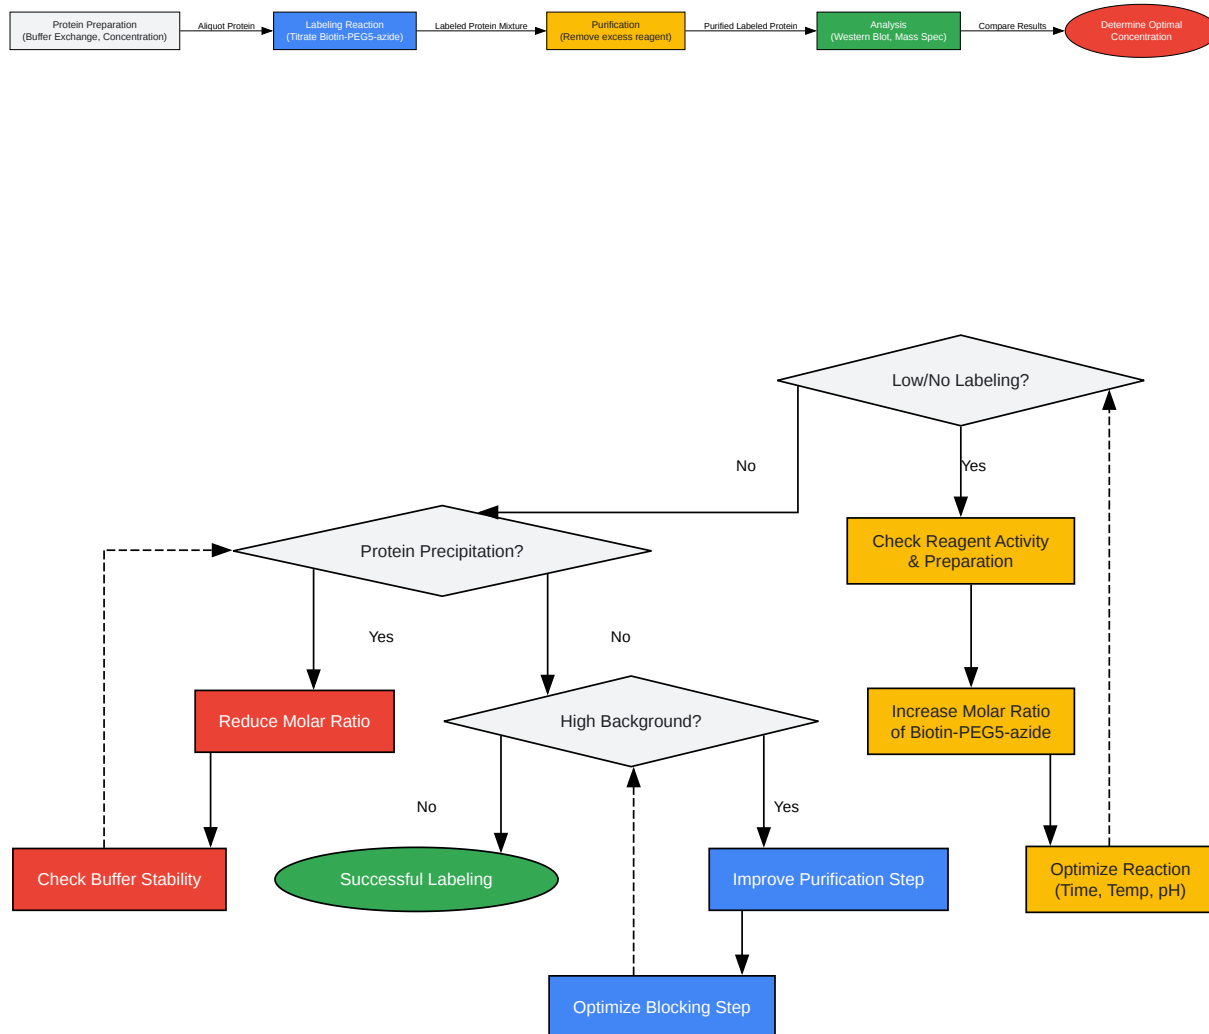 Protein Preparation
(Buffer Exchange, Concentration)
Aliquot Protein
Labeling Reaction
(Titrate Biotin-PEG5-azide)
Labeled Protein Mixture
Purification
(Remove excess reagent)
Purified Labeled Protein
Analysis
(Western Blot, Mass Spec)
Compare Results
Determine Optimal
Concentration
Low/No Labeling?
No
Yes
Protein Precipitation?
Check Reagent Activity
& Preparation
Yes
No
Reduce Molar Ratio
High Background?
Increase Molar Ratio
of Biotin-PEG5-azide
No
Yes
Check Buffer Stability
Successful Labeling
Improve Purification Step
Optimize Reaction
(Time, Temp, pH)
Optimize Blocking Step